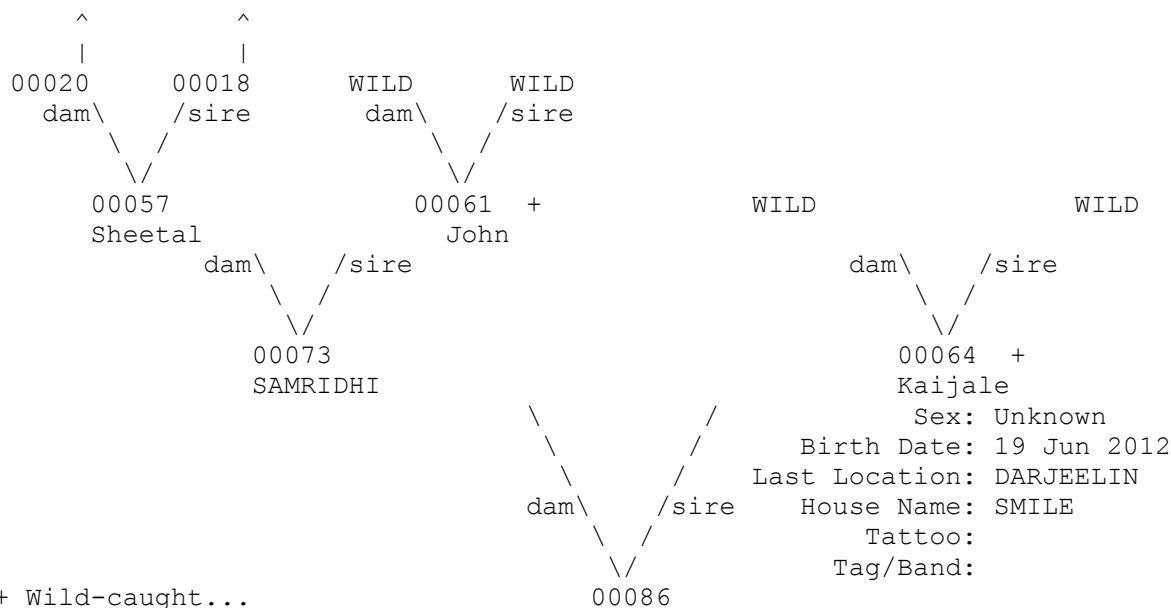 ^ ^
| |
00020 00018 WILD WILD
dam\ /sire dam\ /sire
\ / \ /
\/ \/
00057 00061 + WILD WILD
Sheetal John
dam\ /sire dam\ /sire
\ / \ /
\/ \/
00073 00064 +
SAMRIDHI Kaijale
\ / Sex: Unknown
\ / Birth Date: 19 Jun 2012
\ / Last Location: DARJEELIN
dam\ /sire House Name: SMILE
\ / Tattoo:
\/ Tag/Band:
+ Wild-caught... 00086